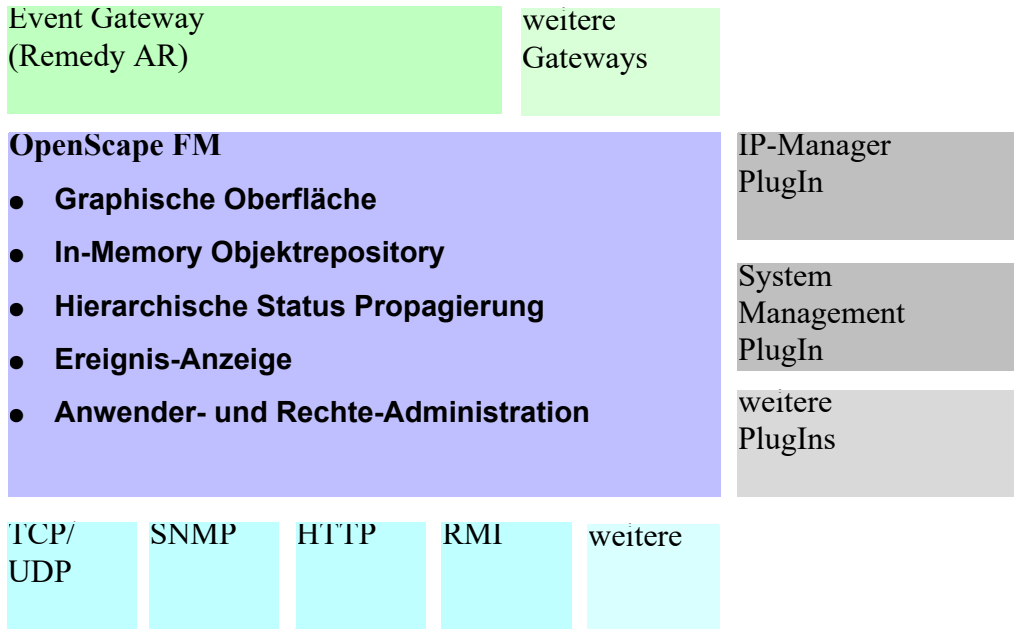 Event Gateway
(Remedy AR)
weitere
Gateways
OpenScape FM
● Graphische Oberfläche
● In-Memory Objektrepository
● Hierarchische Status Propagierung
● Ereignis-Anzeige
● Anwender- und Rechte-Administration
IP-Manager
PlugIn
System
Management
PlugIn
weitere
PlugIns
TCP/
UDP
SNMP
HTTP
RMI
weitere